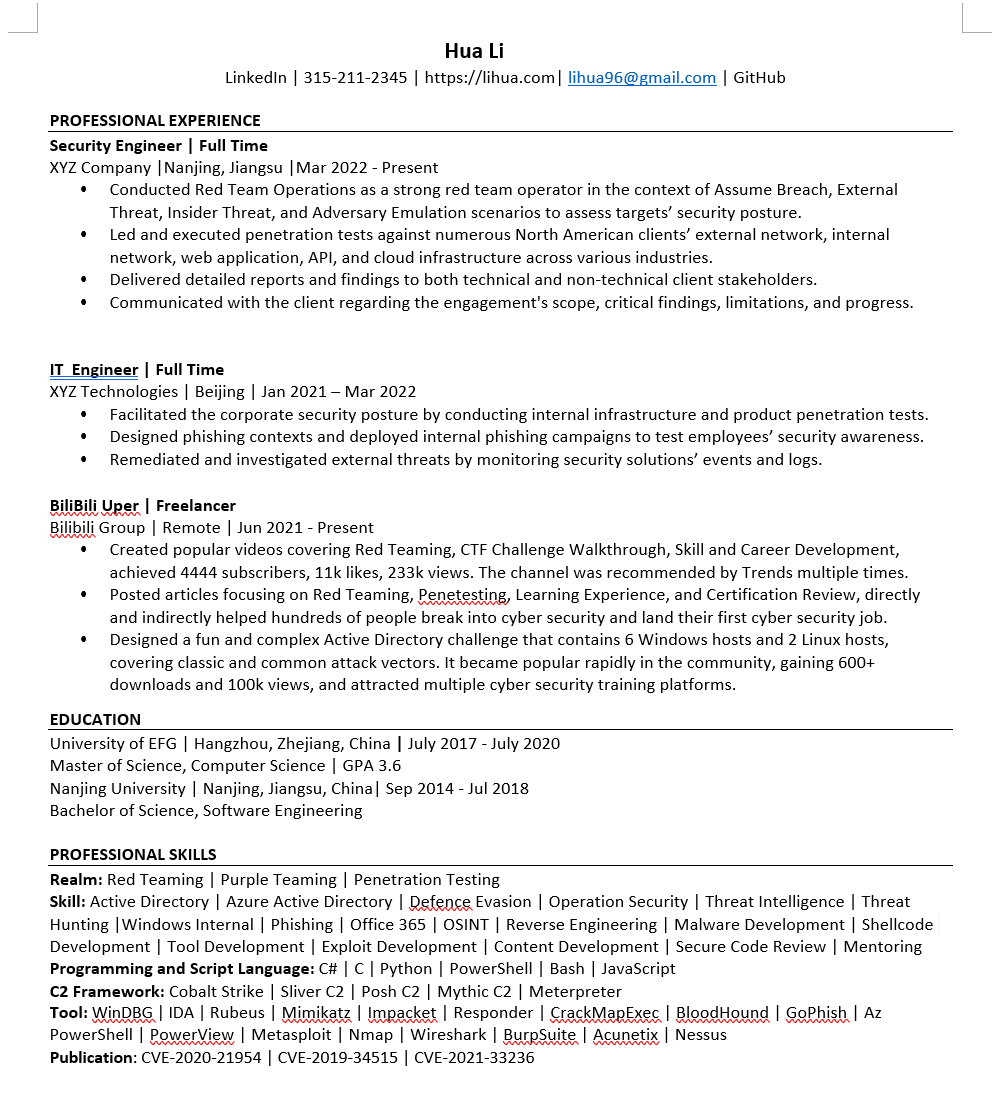 Hua Li
LinkedIn | 315-211-2345 | https://lihua.com| lihua96@gmail.com | GitHub
PROFESSIONAL EXPERIENCE
Security Engineer | Full Time
XYZ Company |Nanjing, Jiangsu |Mar 2022 - Present
• Conducted Red Team Operations as a strong red team operator in the context of Assume Breach, External
Threat, Insider Threat, and Adversary Emulation scenarios to assess targets’ security posture.
• Led and executed penetration tests against numerous North American clients’ external network, internal
network, web application, API, and cloud infrastructure across various industries.
• Delivered detailed reports and findings to both technical and non-technical client stakeholders.
• Communicated with the client regarding the engagement's scope, critical findings, limitations, and progress.
IT  Engineer | Full Time
XYZ Technologies | Beijing | Jan 2021 – Mar 2022
• Facilitated the corporate security posture by conducting internal infrastructure and product penetration tests.
• Designed phishing contexts and deployed internal phishing campaigns to test employees’ security awareness.
• Remediated and investigated external threats by monitoring security solutions’ events and logs.
BiliBili Uper | Freelancer
Bilibili Group | Remote | Jun 2021 - Present
• Created popular videos covering Red Teaming, CTF Challenge Walkthrough, Skill and Career Development,
achieved 4444 subscribers, 11k likes, 233k views. The channel was recommended by Trends multiple times.
• Posted articles focusing on Red Teaming, Penetesting, Learning Experience, and Certification Review, directly
and indirectly helped hundreds of people break into cyber security and land their first cyber security job.
• Designed a fun and complex Active Directory challenge that contains 6 Windows hosts and 2 Linux hosts,
covering classic and common attack vectors. It became popular rapidly in the community, gaining 600+
downloads and 100k views, and attracted multiple cyber security training platforms.
EDUCATION
University of EFG | Hangzhou, Zhejiang, China | July 2017 - July 2020
Master of Science, Computer Science | GPA 3.6
Nanjing University | Nanjing, Jiangsu, China| Sep 2014 - Jul 2018
Bachelor of Science, Software Engineering
PROFESSIONAL SKILLS
Realm: Red Teaming | Purple Teaming | Penetration Testing
Skill: Active Directory | Azure Active Directory | Defence Evasion | Operation Security | Threat Intelligence | Threat
Hunting |Windows Internal | Phishing | Office 365 | OSINT | Reverse Engineering | Malware Development | Shellcode
Development | Tool Development | Exploit Development | Content Development | Secure Code Review | Mentoring
Programming and Script Language: C# | C | Python | PowerShell | Bash | JavaScript
C2 Framework: Cobalt Strike | Sliver C2 | Posh C2 | Mythic C2 | Meterpreter
Tool: WinDBG | IDA | Rubeus | Mimikatz | Impacket | Responder | CrackMapExec | BloodHound | GoPhish | Az
PowerShell | PowerView | Metasploit | Nmap | Wireshark | BurpSuite | Acunetix | Nessus
Publication: CVE-2020-21954 | CVE-2019-34515 | CVE-2021-33236